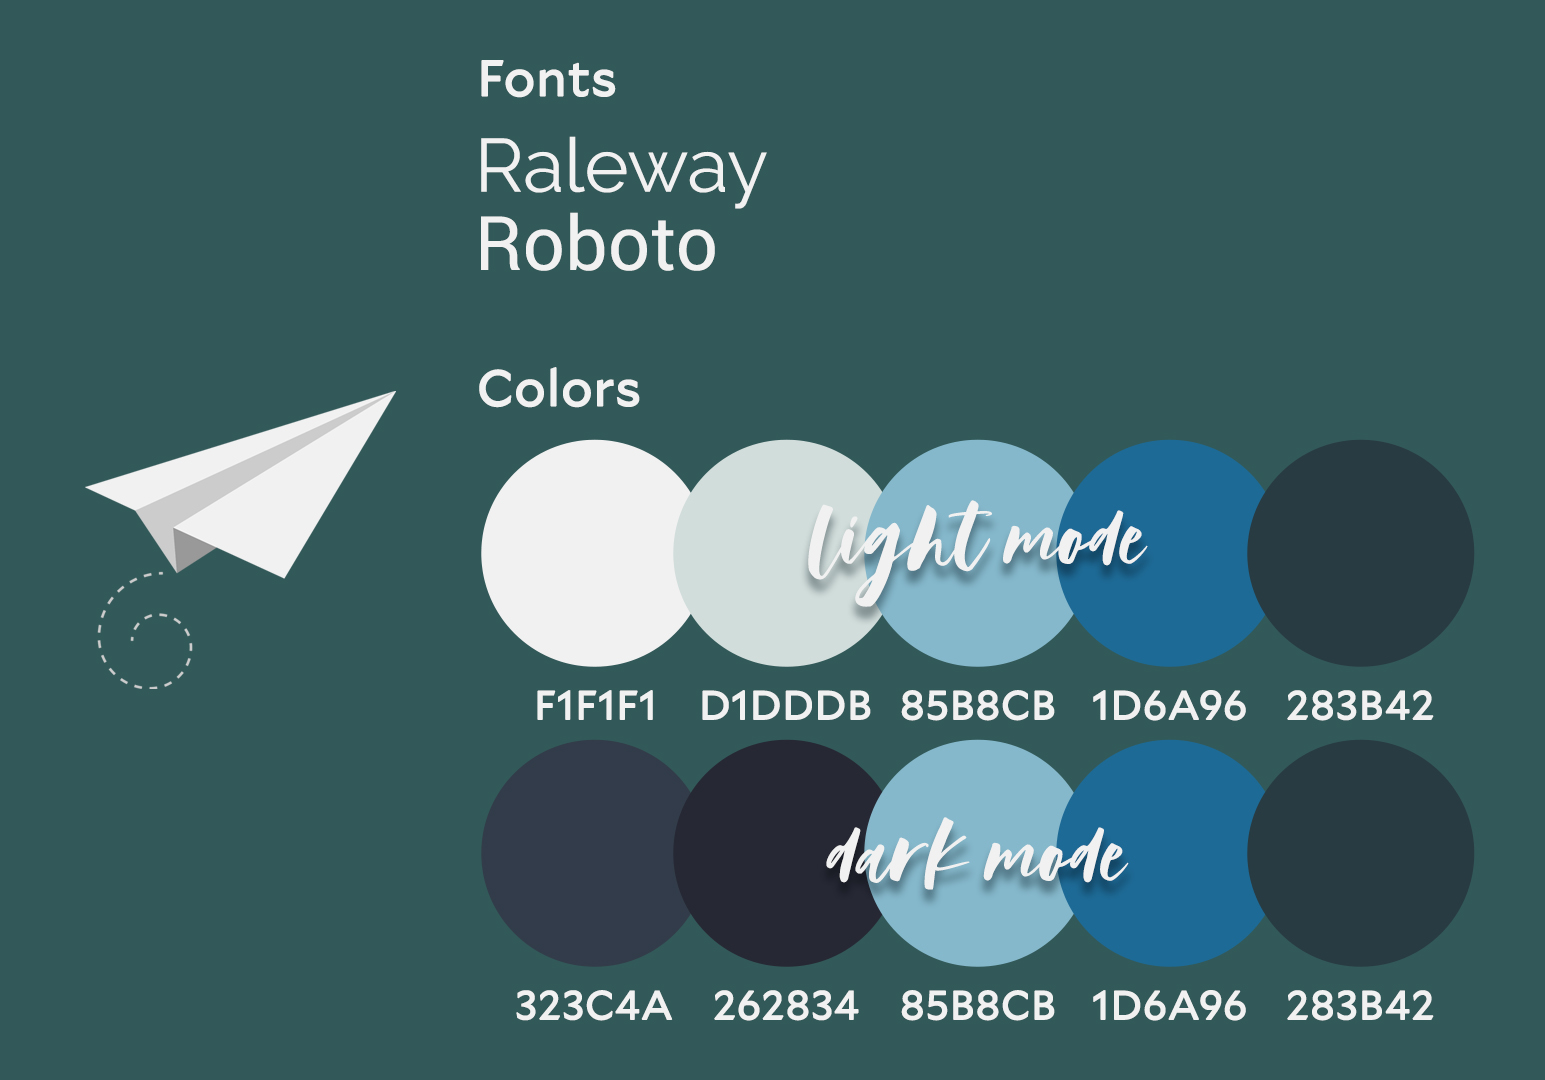 Fonts
Raleway
Roboto
Colors
light mode
F1F1F1 D1DDDB 85B8CB 1D6A96 283B42
dark mode
323C4A 262834 85B8CB 1D6A96 283B42